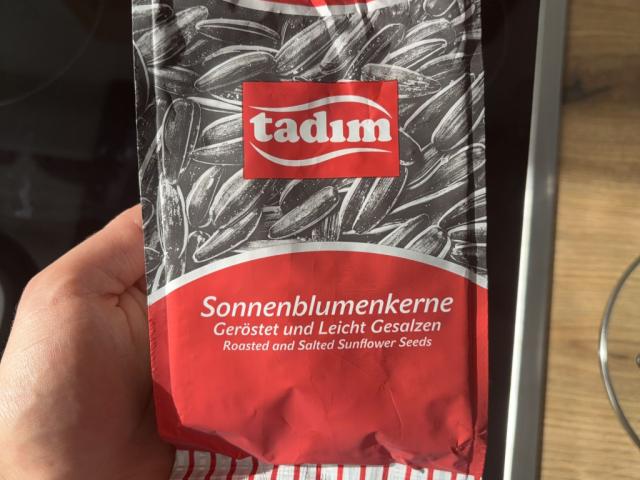 tadım
Sonnenblumenkerne
Geröstet und Leicht Gesalzen
Roasted and Salted Sunflower Seeds